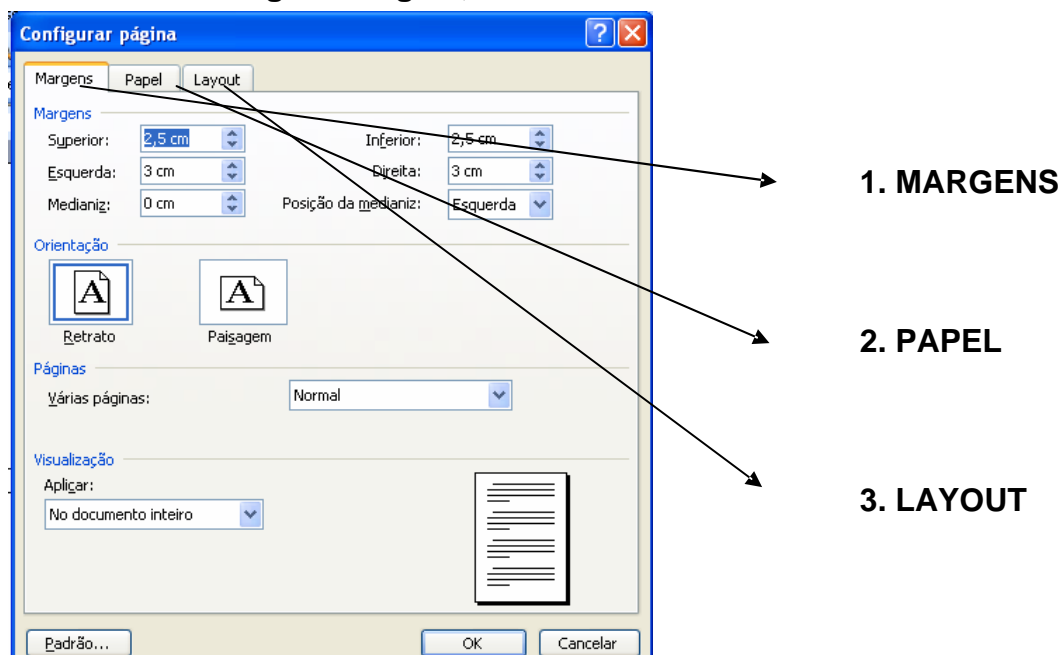 Configurar página
Margens Papel Layout
Margens
Superior: 2,5 cm Inferior: 2,5 cm
Esquerda: 3 cm Direita: 3 cm
Medianiz: 0 cm Posição da medianiz: Esquerda
1. MARGENS
Orientação
A A
Retrato Paisagem
2. PAPEL
Páginas
Várias páginas: Normal
Visualização
Aplicar:
3. LAYOUT
No documento inteiro
Padrão... OK Cancelar